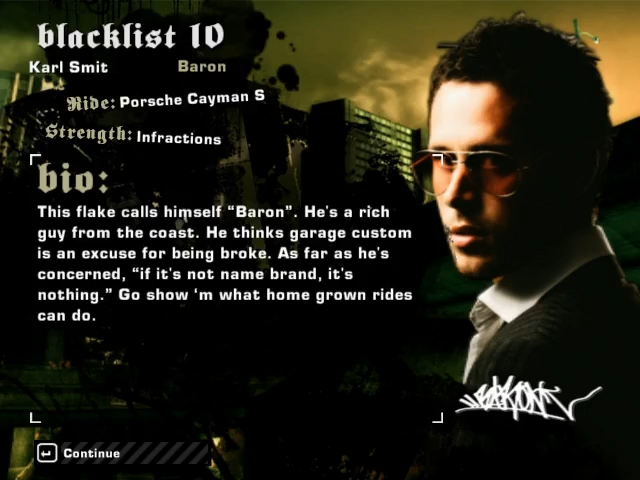 blacklist 10
Karl Smit Baron
Ride: Porsche Cayman S
Strength: Infractions
bio:
This flake calls himself “Baron”. He's a rich
guy from the coast. He thinks garage custom
is an excuse for being broke. As far as he's
concerned, “if it's not name brand, it's
nothing.” Go show ‘m what home grown rides
can do.
BARON
Continue